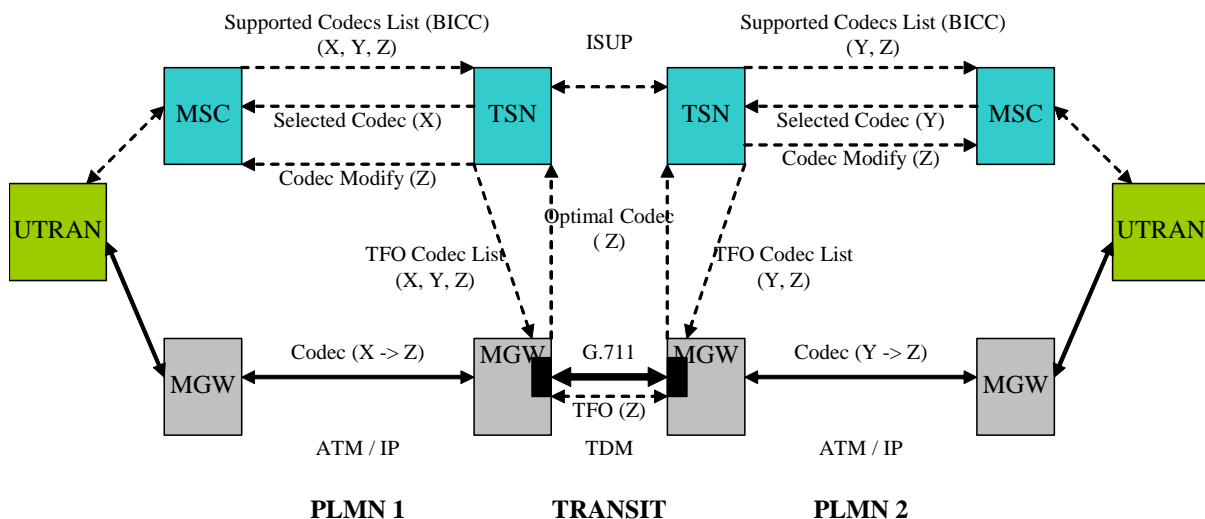 Supported Codecs List (BICC)
(X, Y, Z)
ISUP
Supported Codecs List (BICC)
(Y, Z)
MSC
Selected Codec (X)
TSN
TSN
Selected Codec (Y)
MSC
Codec Modify (Z)
Codec Modify (Z)
UTRAN
Optimal Codec
( Z)
UTRAN
TFO Codec List
(X, Y, Z)
TFO Codec List
(Y, Z)
MGW
Codec (X -> Z)
MGW
G.711
MGW
Codec (Y -> Z)
MGW
TFO (Z)
ATM / IP
TDM
ATM / IP
PLMN 1
TRANSIT
PLMN 2